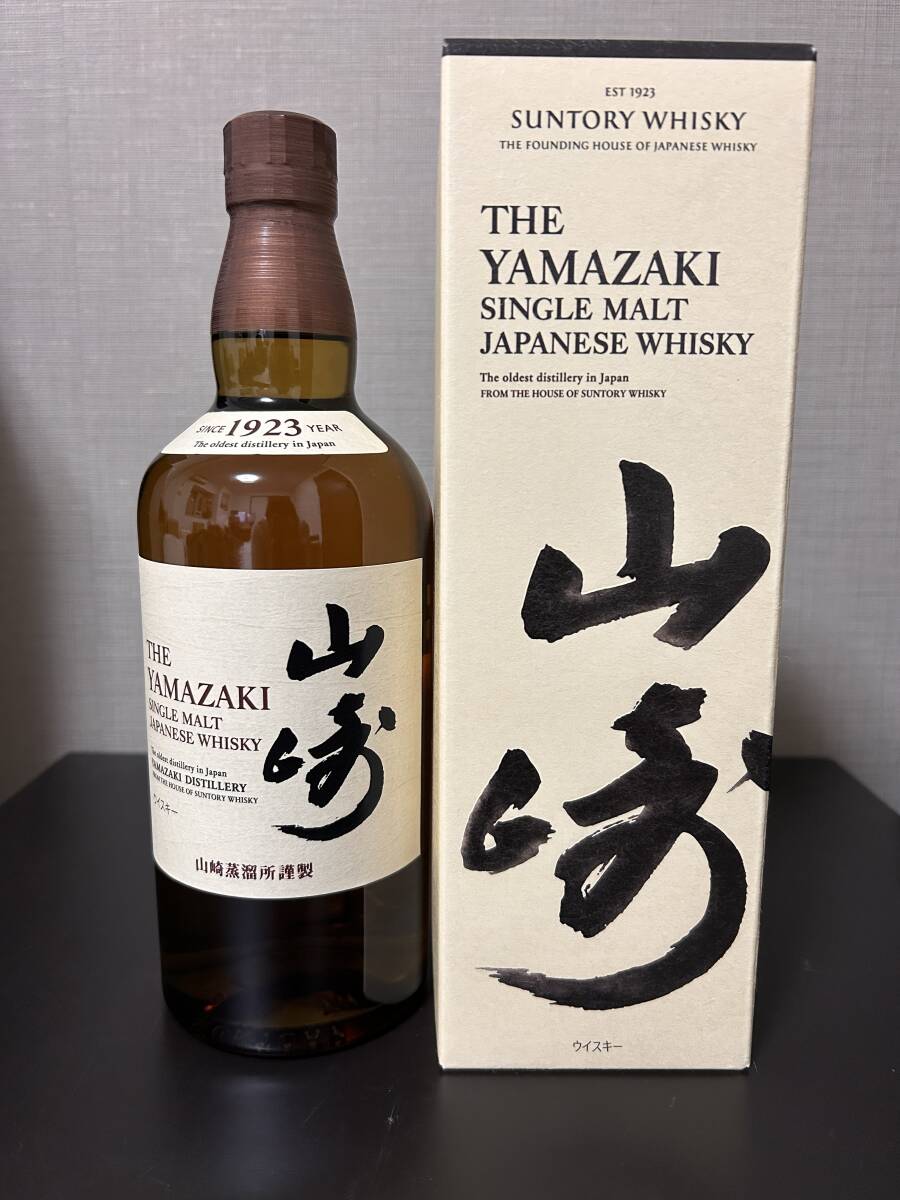 SINCE 1923 YEAR
The oldest distillery in Japan
THE
YAMAZAKI
SINGLE MALT
JAPANESE WHISKY
The oldest distillery in Japan
YAMAZAKI DISTILLERY
FROM THE HOUSE OF SUNTORY WHISKY
ウイスキー
山崎
山崎蒸溜所謹製
EST 1923
SUNTORY WHISKY
THE FOUNDING HOUSE OF JAPANESE WHISKY
THE
YAMAZAKI
SINGLE MALT
JAPANESE WHISKY
The oldest distillery in Japan
FROM THE HOUSE OF SUNTORY WHISKY
山崎
ウイスキー